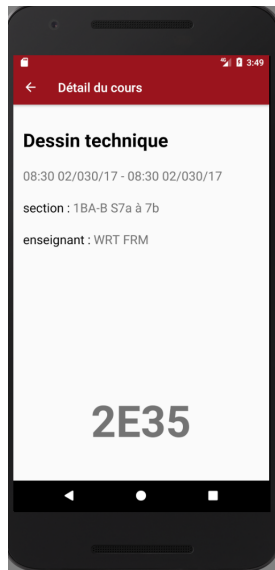 3:49
Détail du cours
Dessin technique
08:30 02/030/17 - 08:30 02/030/17
section : 1BA-B S7a à 7b
enseignant : WRT FRM
2E35